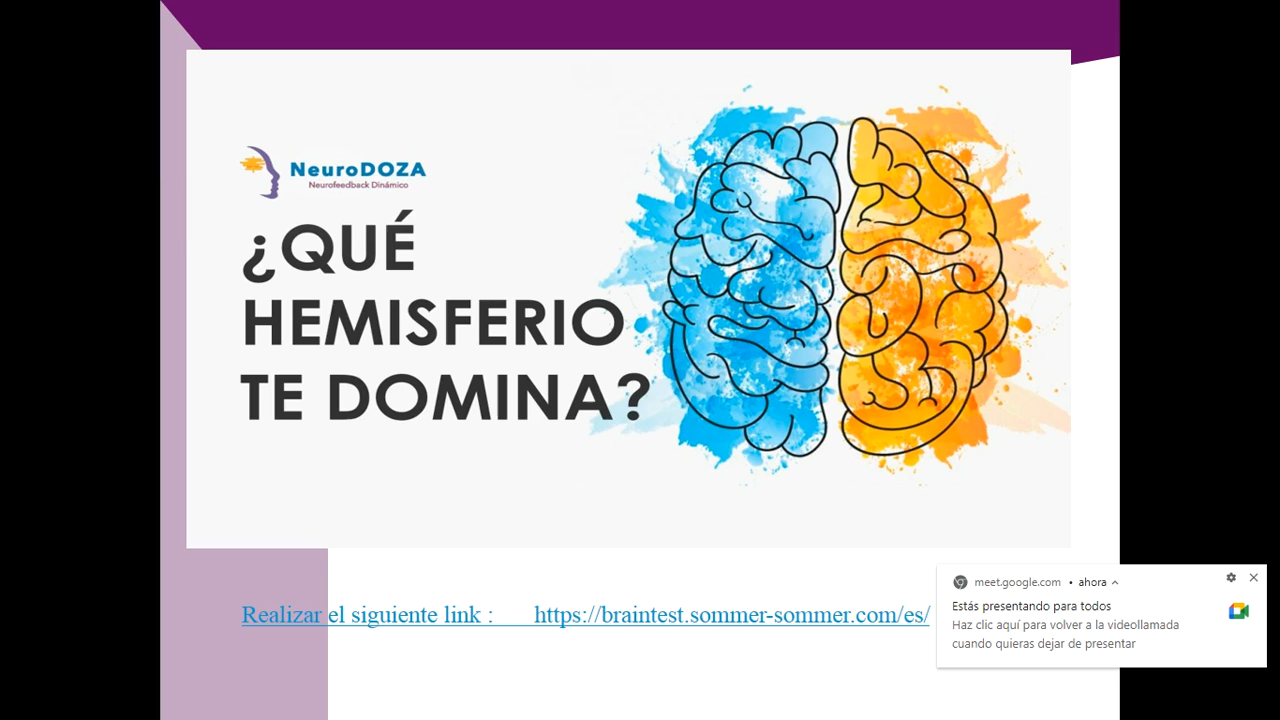 NeuroDOZA
Neurofeedback Dinámico
¿QUÉ
HEMISFERIO
TE DOMINA?
Realizar el siguiente link : https://braintest.sommer-sommer.com/es/
meet.google.com • ahora
Estás presentando para todos
Haz clic aquí para volver a la videollamada
cuando quieras dejar de presentar